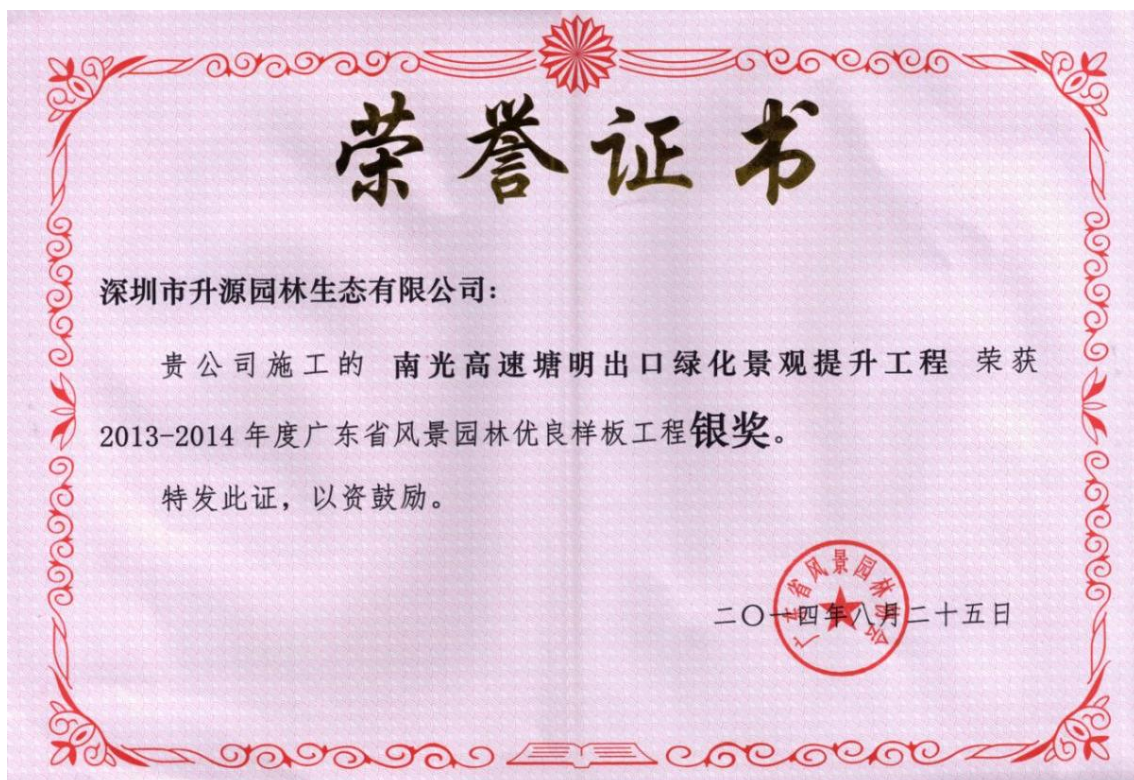 荣誉证书
深圳市升源园林生态有限公司：
贵公司施工的 南光高速塘明出口绿化景观提升工程 荣获
2013-2014 年度广东省风景园林优良样板工程银奖。
特发此证，以资鼓励。
广东省风景园林协会
二〇一四年八月二十五日